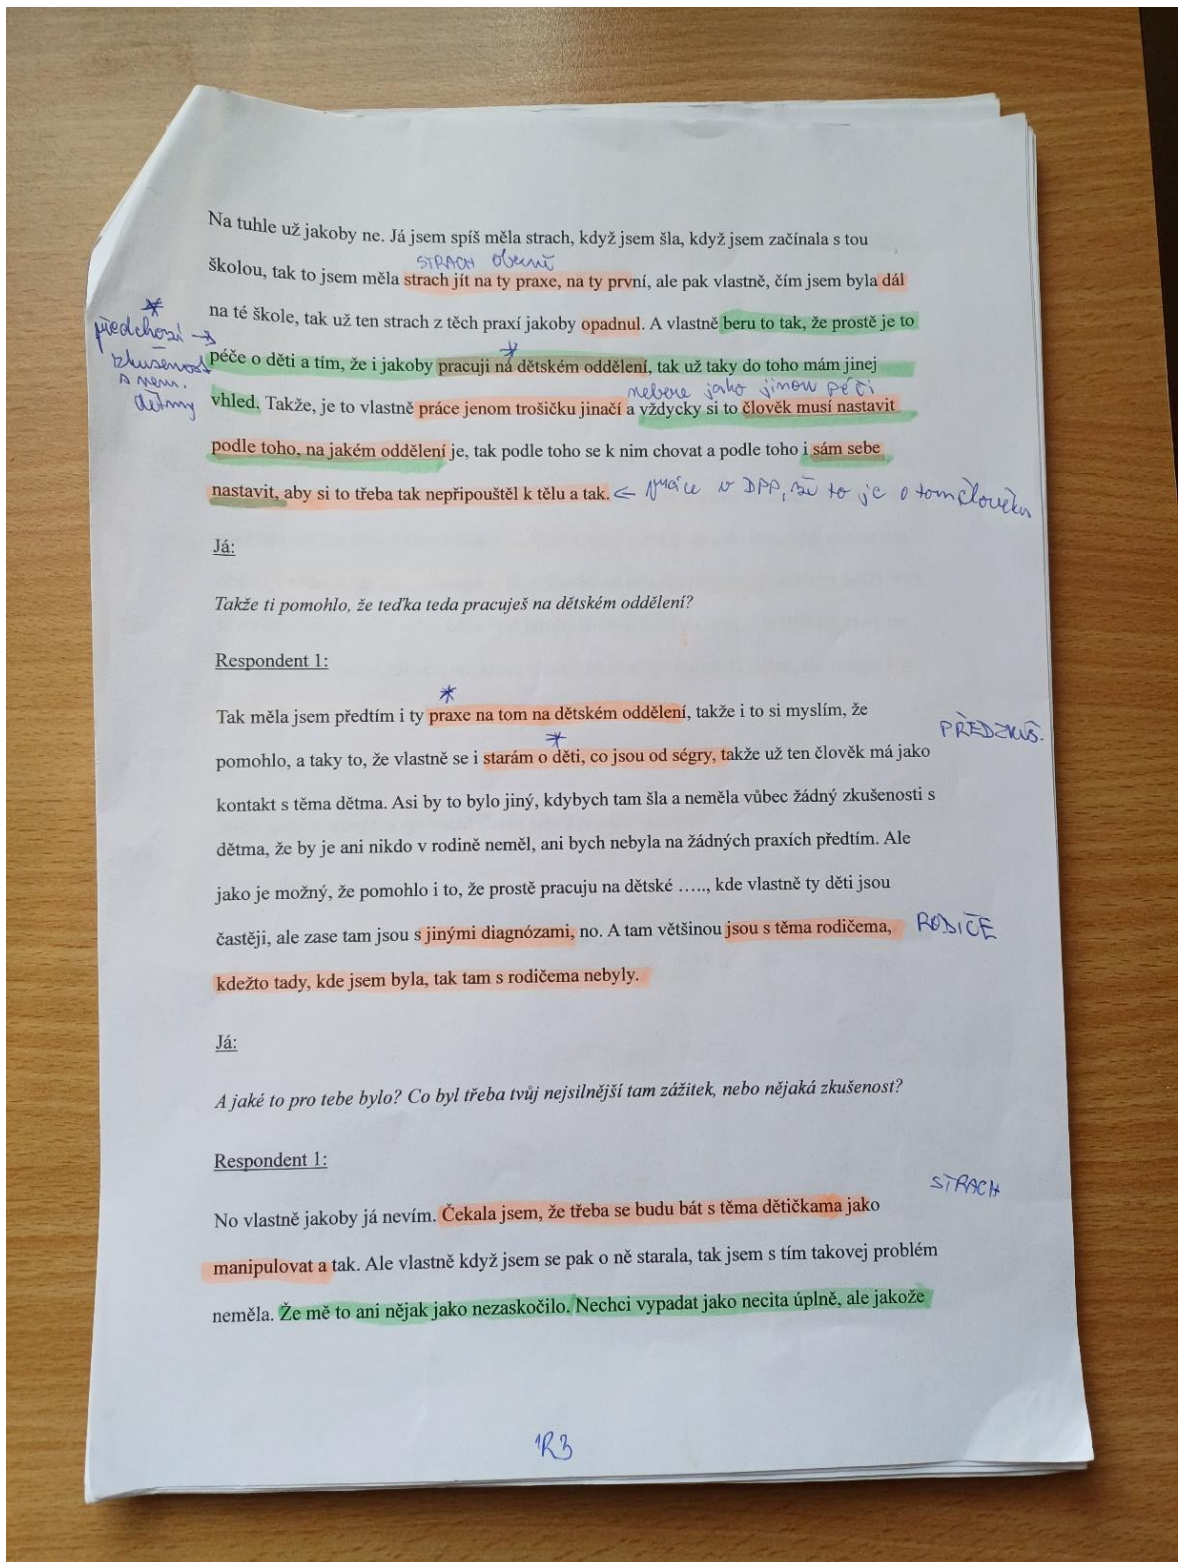 Na tuhle už jakoby ne. Já jsem spíš měla strach, když jsem šla, když jsem začínala s tou
STRACH obecně
školou, tak to jsem měla strach jít na ty praxe, na ty první, ale pak vlastně, čím jsem byla dál
na té škole, tak už ten strach z těch praxí jakoby opadnul. A vlastně beru to tak, že prostě je to
* předchozí →
zkušenost
s nem.
dětmy
*
péče o děti a tím, že i jakoby pracuji na dětském oddělení, tak už taky do toho mám jinej
nebere jako jinou péči
vhled. Takže, je to vlastně práce jenom trošičku jinačí a vždycky si to člověk musí nastavit
podle toho, na jakém oddělení je, tak podle toho se k nim chovat a podle toho i sám sebe
nastavit, aby si to třeba tak nepřipouštěl k tělu a tak. ← práce v DPP, že to je o tom člověku
Já:
Takže ti pomohlo, že teďka teda pracuješ na dětském oddělení?
Respondent 1:
*
Tak měla jsem předtím i ty praxe na tom na dětském oddělení, takže i to si myslím, že
* PŘEDZKUŠ.
pomohlo, a taky to, že vlastně se i starám o děti, co jsou od ségry, takže už ten člověk má jako
kontakt s těma dětma. Asi by to bylo jiný, kdybych tam šla a neměla vůbec žádný zkušenosti s
dětma, že by je ani nikdo v rodině neměl, ani bych nebyla na žádných praxích předtím. Ale
jako je možný, že pomohlo i to, že prostě pracuju na dětské ….., kde vlastně ty děti jsou
častěji, ale zase tam jsou s jinými diagnózami, no. A tam většinou jsou s těma rodičema, RODIČE
kdežto tady, kde jsem byla, tak tam s rodičema nebyly.
Já:
A jaké to pro tebe bylo? Co byl třeba tvůj nejsilnější tam zážitek, nebo nějaká zkušenost?
Respondent 1:
STRACH
No vlastně jakoby já nevím. Čekala jsem, že třeba se budu bát s těma dětičkama jako
manipulovat a tak. Ale vlastně když jsem se pak o ně starala, tak jsem s tím takovej problém
neměla. Že mě to ani nějak jako nezaskočilo. Nechci vypadat jako necita úplně, ale jakože
1R3